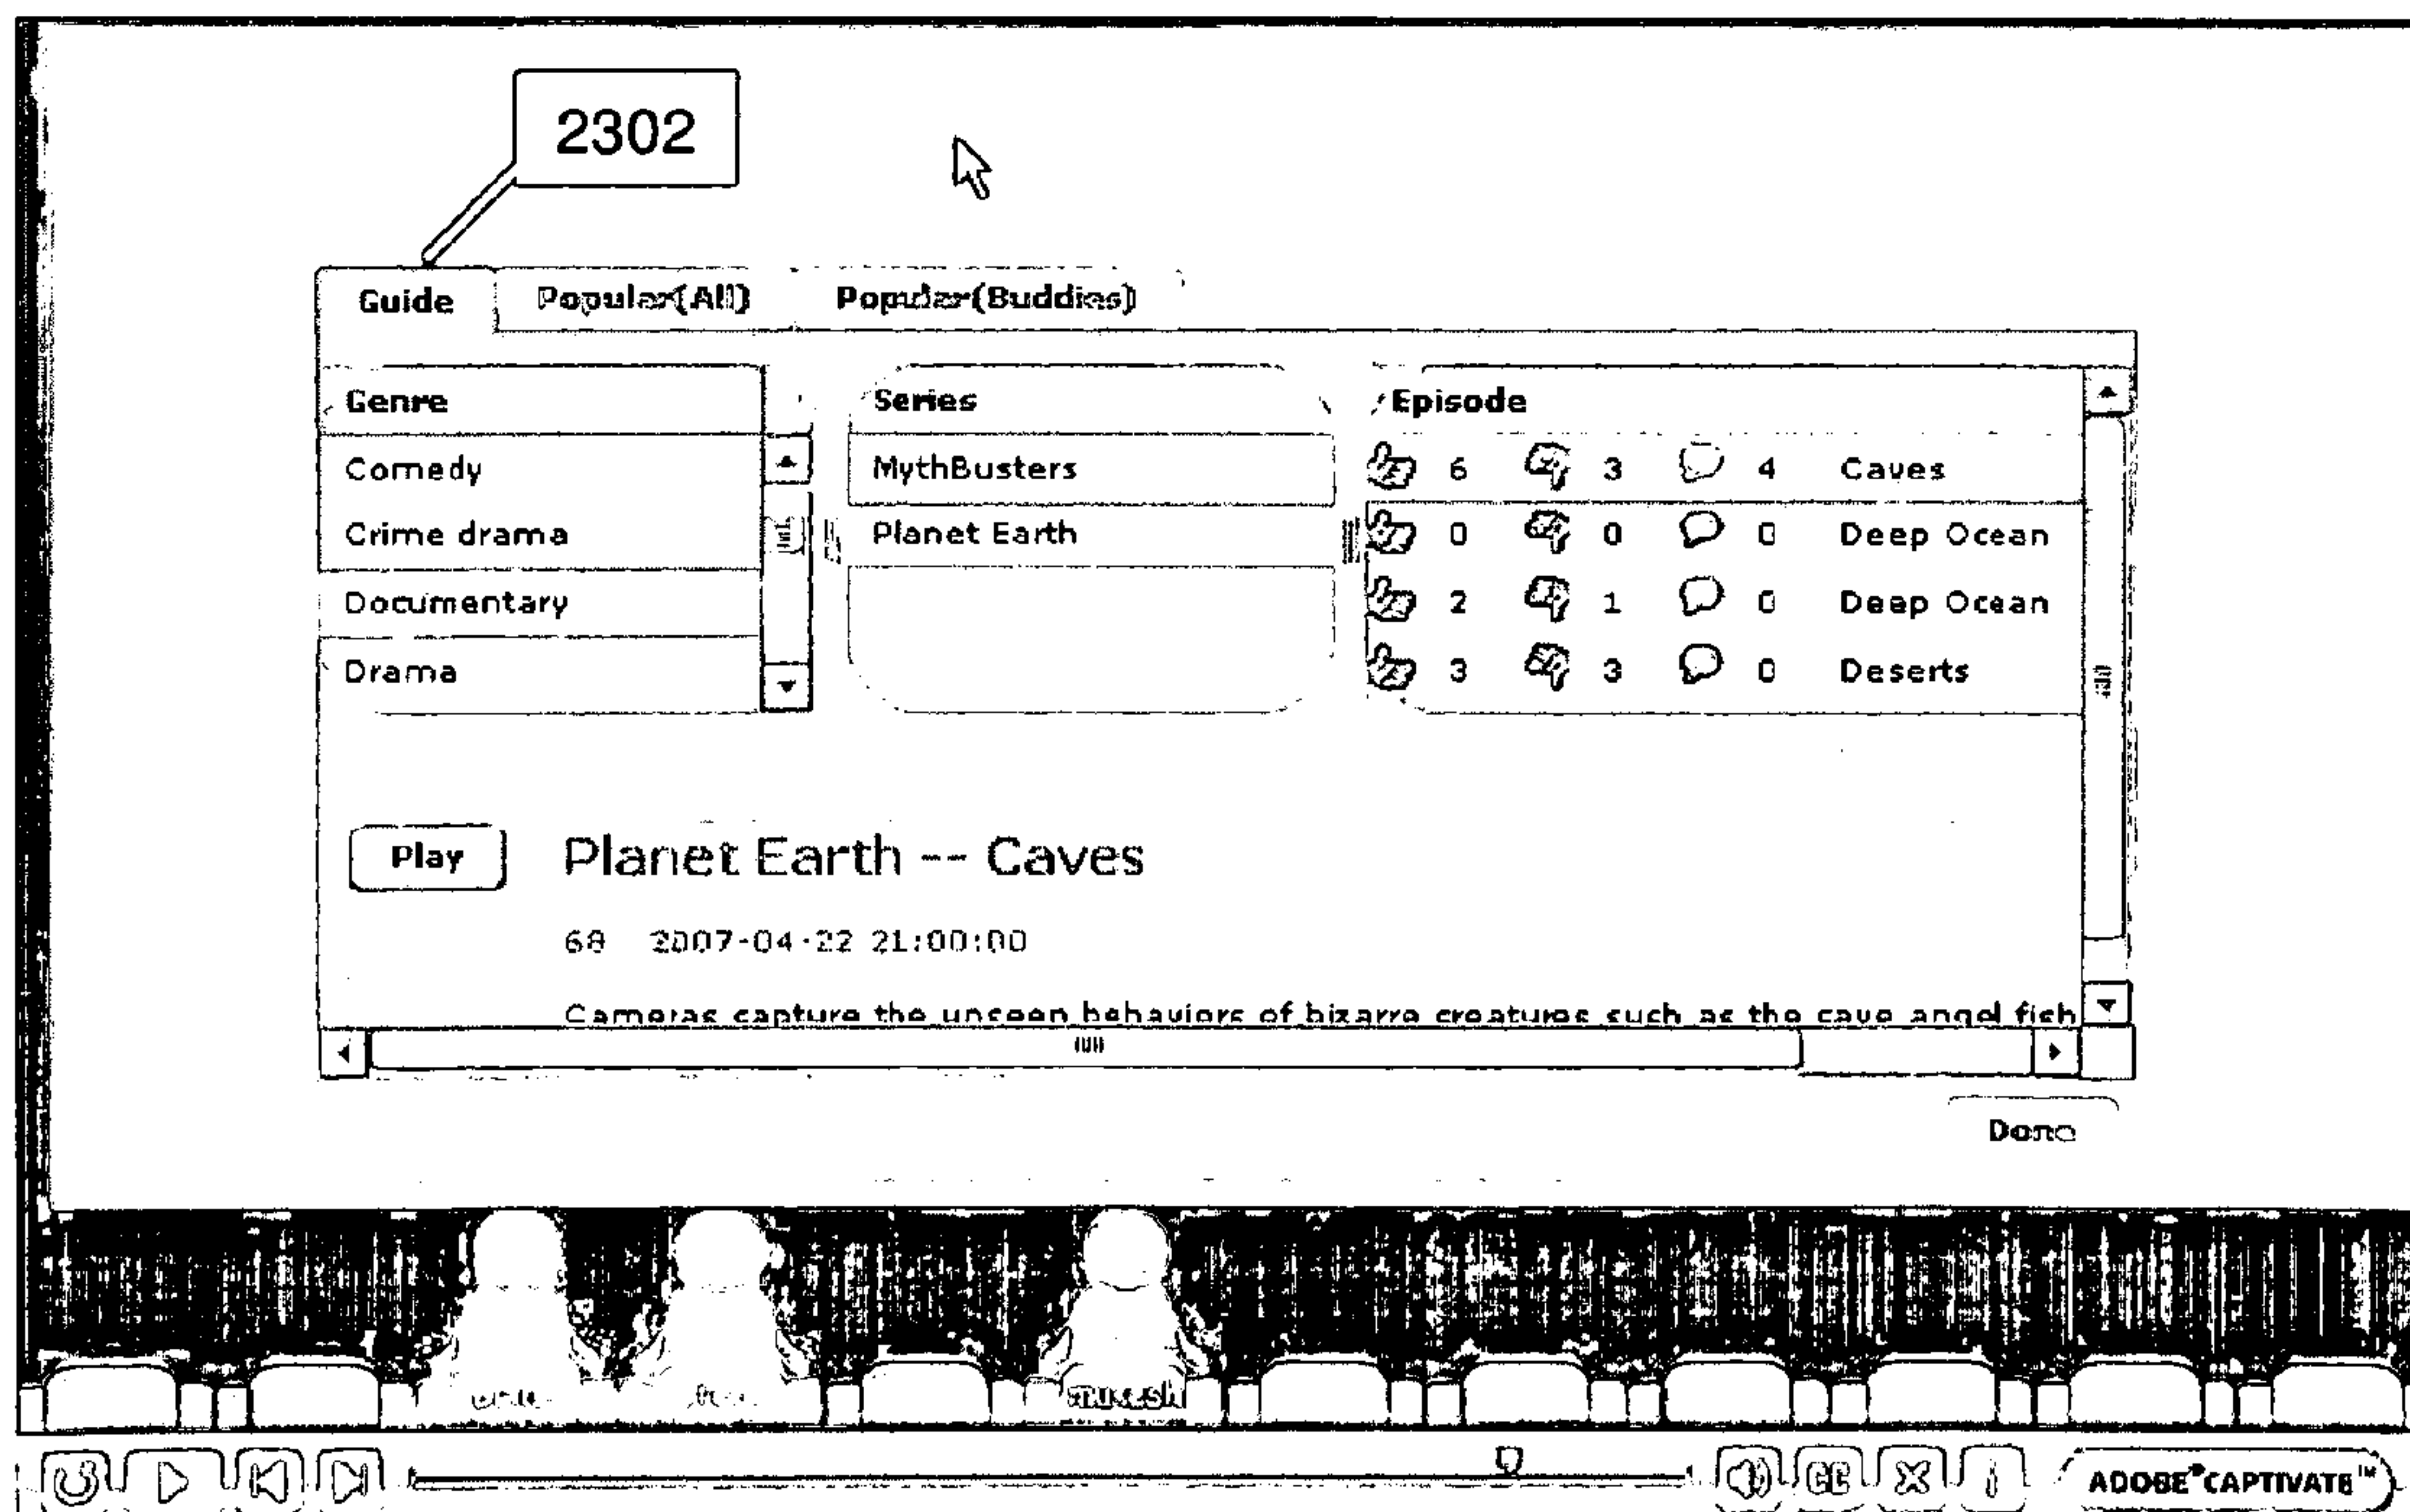 2302
Guide Popular(All) Popular(Buddies)
Genre Series Episode
Comedy MythBusters 6 3 4 Caves
Crime drama Planet Earth 0 0 0 Deep Ocean
Documentary 2 1 0 Deep Ocean
Drama 3 3 0 Deserts
Play Planet Earth -- Caves
68 2007-04-22 21:00:00
Cameras capture the unseen behaviors of bizarre creatures such as the cave angel fish
Done
mukesh
CC ADOBE® CAPTIVATE™